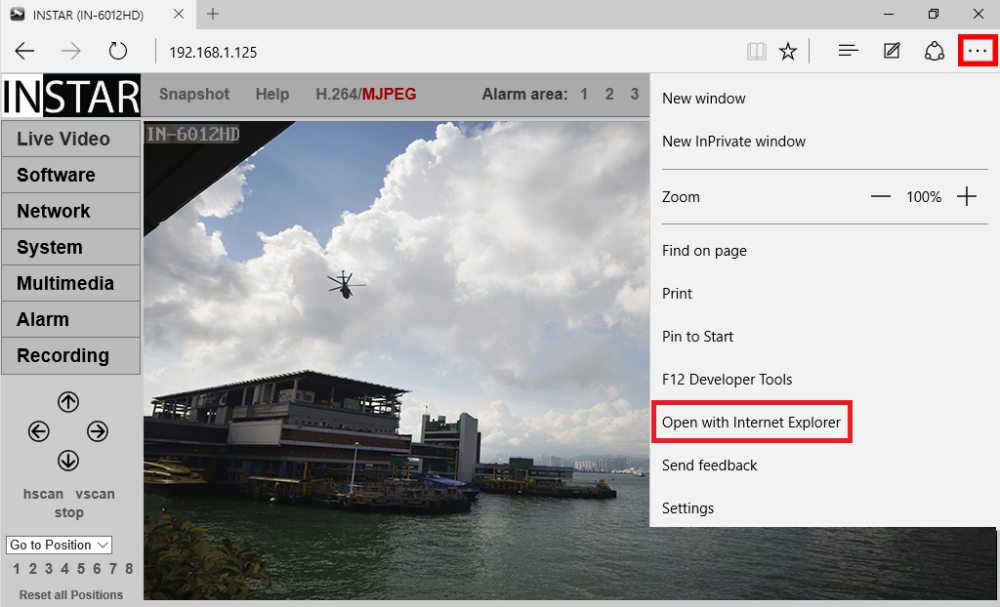 INSTAR (IN-6012HD)
192.168.1.125
INSTAR
Snapshot Help H.264/MJPEG Alarm area: 1 2 3
IN-6012HD
Live Video
Software
Network
System
Multimedia
Alarm
Recording
hscan vscan
stop
Go to Position
1 2 3 4 5 6 7 8
Reset all Positions
New window
New InPrivate window
Zoom 100%
Find on page
Print
Pin to Start
F12 Developer Tools
Open with Internet Explorer
Send feedback
Settings